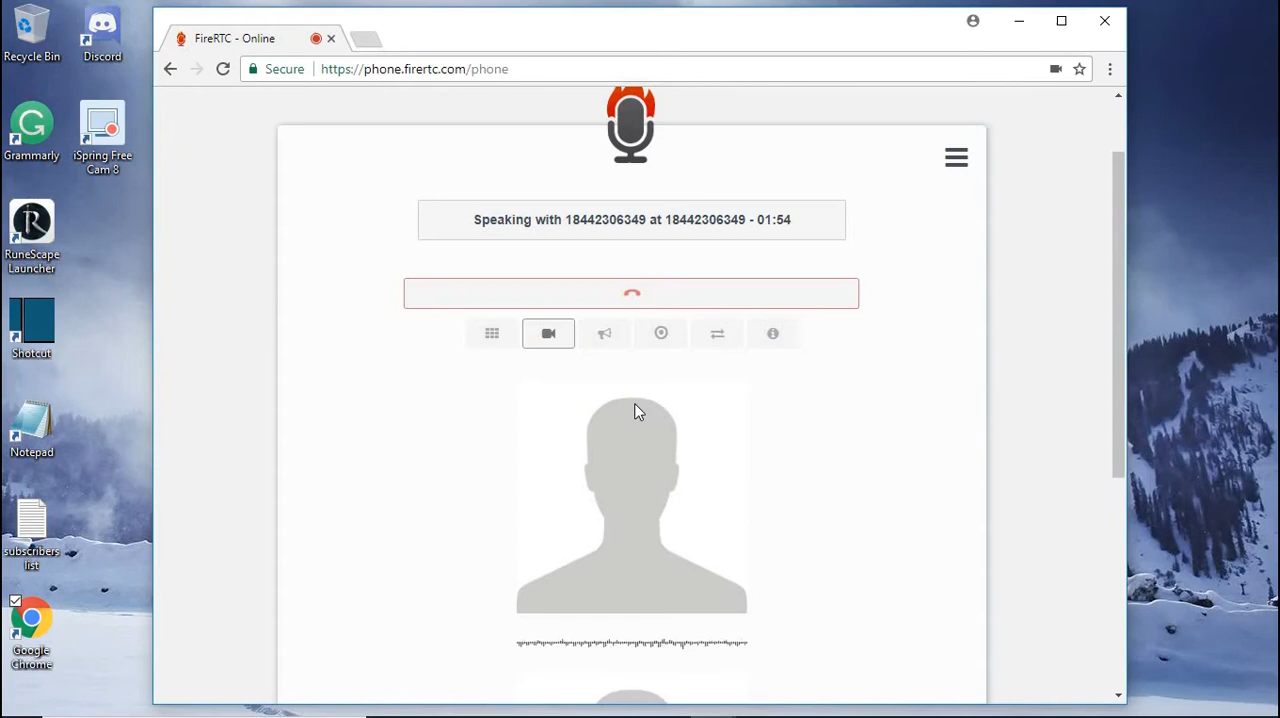 Recycle Bin
Discord
Grammarly
iSpring Free
Cam 8
RuneScape
Launcher
Shotcut
Notepad
subscribers
list
Google
Chrome
FireRTC - Online
Secure
https://phone.firertc.com/phone
Speaking with 18442306349 at 18442306349 - 01:54